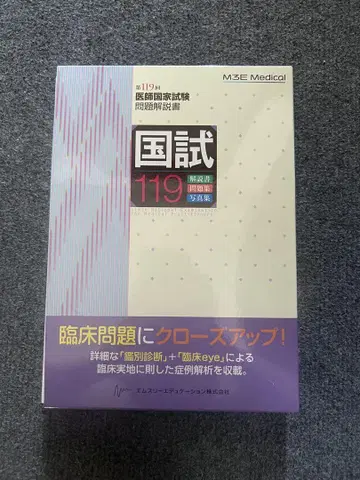 M3E Medical
第119回
医師国家試験
問題解説書
国試
119
解説書
問題集
写真集
臨床問題にクローズアップ!
詳細な「鑑別診断」+「臨床eye」による
臨床実地に則した症例解析を収載。
エムスリーエデュケーション株式会社